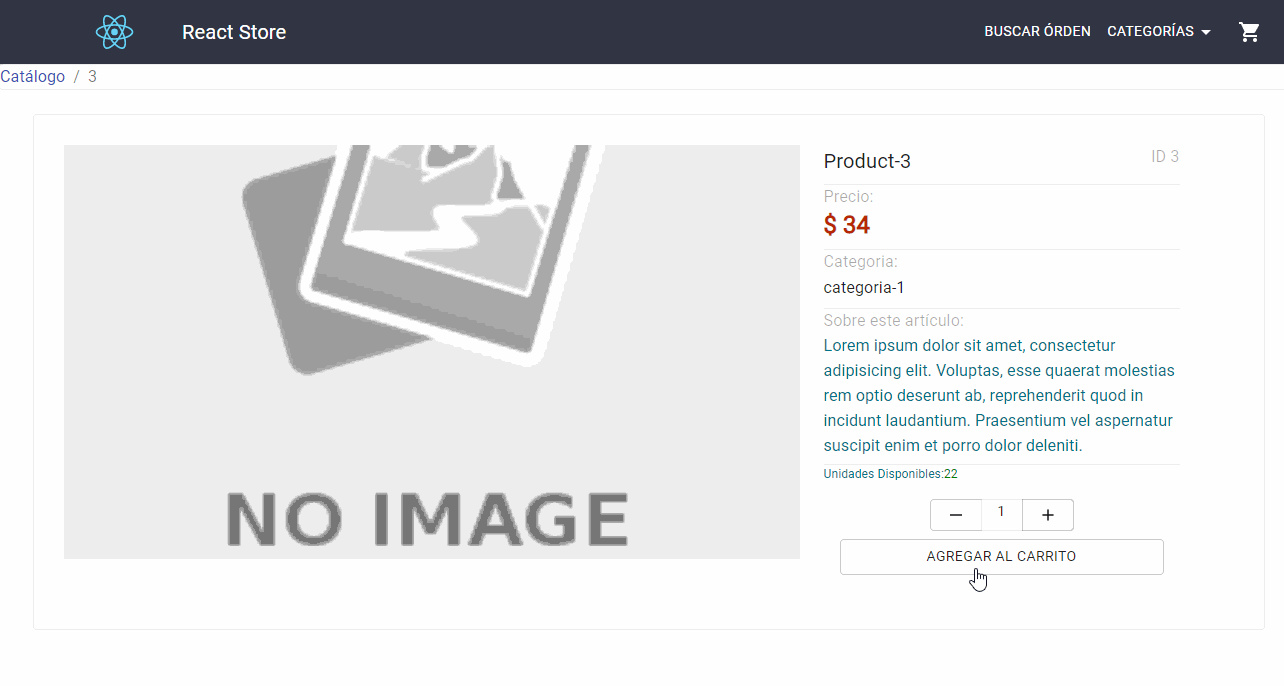 React Store
BUSCAR ÓRDEN CATEGORÍAS
Catálogo / 3
NO IMAGE
Product-3 ID 3
Precio:
$ 34
Categoria:
categoria-1
Sobre este artículo:
Lorem ipsum dolor sit amet, consectetur
adipisicing elit. Voluptas, esse quaerat molestias
rem optio deserunt ab, reprehenderit quod in
incidunt laudantium. Praesentium vel aspernatur
suscipit enim et porro dolor deleniti.
Unidades Disponibles:22
− 1 +
AGREGAR AL CARRITO